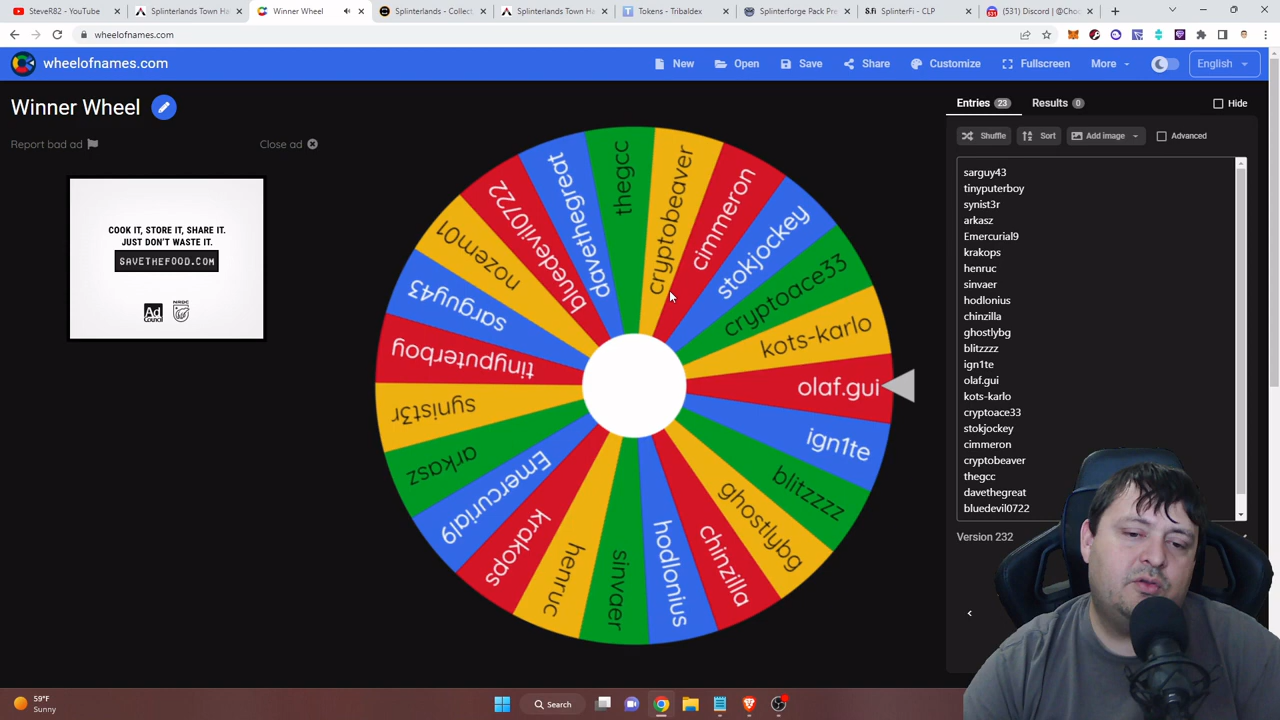 SteveR82 - YouTube
Splinterlands Town Ha
Winner Wheel
Splinterlands - Collect
Splinterlands Town He
Tokens - Tribaldex
Splinterforge Pack Pre
SplinterFi - CLP
(531) Discord | @Choc
wheelofnames.com
wheelofnames.com
New
Open
Save
Share
Customize
Fullscreen
More
English
Winner Wheel
Report bad ad
Close ad
COOK IT, STORE IT, SHARE IT.
JUST DON'T WASTE IT.
SAVETHEFOOD.COM
Ad
Council
NRDC
thegcc
cryptobeaver
cimmeron
stokjockey
cryptoace33
kots-karlo
olaf.gui
ign1te
blitzzzz
ghostlybg
chinzilla
hodlonius
sinvaer
henruc
krakops
Emercurial9
arkasz
synist3r
tinyputerboy
sarguy43
nozem01
bluedevil0722
davethegreat
Entries 23
Results 0
Hide
Shuffle
Sort
Add image
Advanced
sarguy43
tinyputerboy
synist3r
arkasz
Emercurial9
krakops
henruc
sinvaer
hodlonius
chinzilla
ghostlybg
blitzzzz
ign1te
olaf.gui
kots-karlo
cryptoace33
stokjockey
cimmeron
cryptobeaver
thegcc
davethegreat
bluedevil0722
Version 232
59°F
Sunny
Search